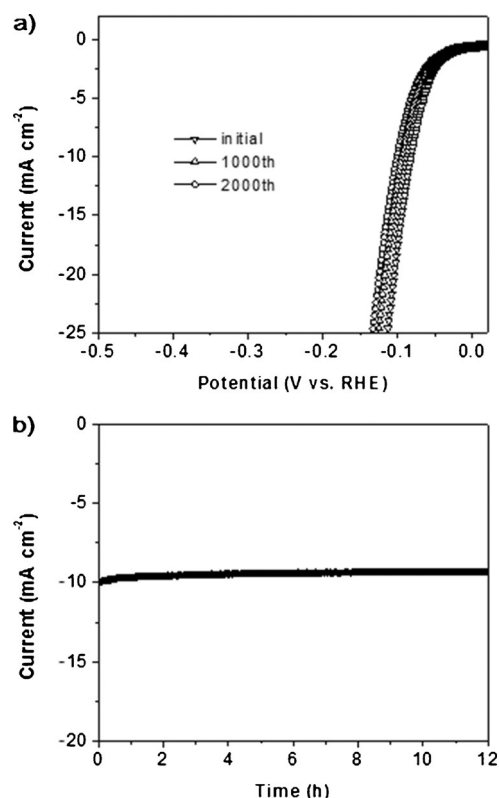 a)
0
-5
-10
-15
-20
-25
Current (mA cm-2)
initial
1000th
2000th
-0.5
-0.4
-0.3
-0.2
-0.1
0.0
Potential (V vs. RHE)
b)
0
-5
-10
-15
-20
Current (mA cm-2)
0
2
4
6
8
10
12
Time (h)